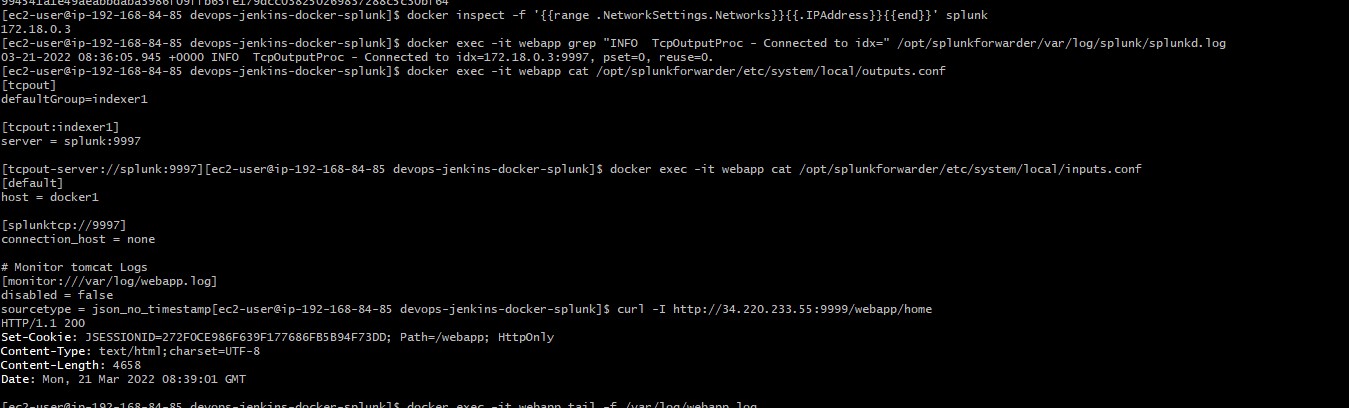 [ec2-user@ip-192-168-84-85 devops-jenkins-docker-splunk]$ docker inspect -f '{{range .NetworkSettings.Networks}}{{.IPAddress}}{{end}}' splunk
172.18.0.3
[ec2-user@ip-192-168-84-85 devops-jenkins-docker-splunk]$ docker exec -it webapp grep "INFO  TcpOutputProc - Connected to idx=" /opt/splunkforwarder/var/log/splunk/splunkd.log
03-21-2022 08:36:05.945 +0000 INFO  TcpOutputProc - Connected to idx=172.18.0.3:9997, pset=0, reuse=0.
[ec2-user@ip-192-168-84-85 devops-jenkins-docker-splunk]$ docker exec -it webapp cat /opt/splunkforwarder/etc/system/local/outputs.conf
[tcpout]
defaultGroup=indexer1
[tcpout:indexer1]
server = splunk:9997
[tcpout-server://splunk:9997][ec2-user@ip-192-168-84-85 devops-jenkins-docker-splunk]$ docker exec -it webapp cat /opt/splunkforwarder/etc/system/local/inputs.conf
[default]
host = docker1
[splunktcp://9997]
connection_host = none
# Monitor tomcat Logs
[monitor:///var/log/webapp.log]
disabled = false
sourcetype = json_no_timestamp[ec2-user@ip-192-168-84-85 devops-jenkins-docker-splunk]$ curl -I http://34.220.233.55:9999/webapp/home
HTTP/1.1 200
Set-Cookie: JSESSIONID=272F0CE986F639F177686FB5B94F73DD; Path=/webapp; HttpOnly
Content-Type: text/html;charset=UTF-8
Content-Length: 4658
Date: Mon, 21 Mar 2022 08:39:01 GMT
[ec2-user@ip-192-168-84-85 devops-jenkins-docker-splunk]$ docker exec -it webapp tail -f /var/log/webapp.log